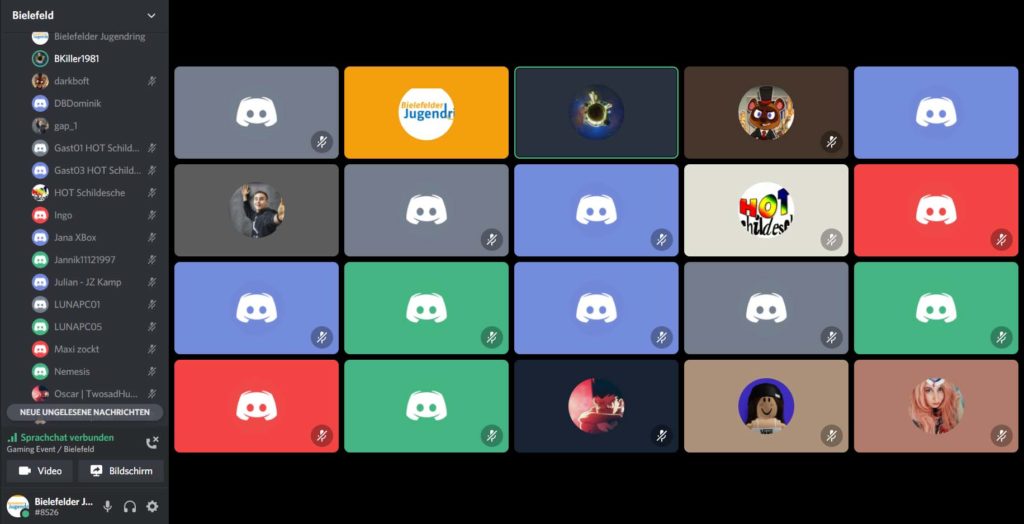 Bielefeld
Bielefelder Jugendring
BKiller1981
darkboft
DBDominik
gap_1
Gast01 HOT Schild...
Gast03 HOT Schild...
HOT Schildesche
Ingo
Jana XBox
Jannik11121997
Julian - JZ Kamp
LUNAPC01
LUNAPC05
Maxi zockt
Nemesis
Oscar | TwosadHu...
NEUE UNGELESENE NACHRICHTEN
Sprachchat verbunden
Gaming Event / Bielefeld
Video
Bildschirm
Bielefelder J...
#8526
Bielefelder
Jugendri
HOT
childesc